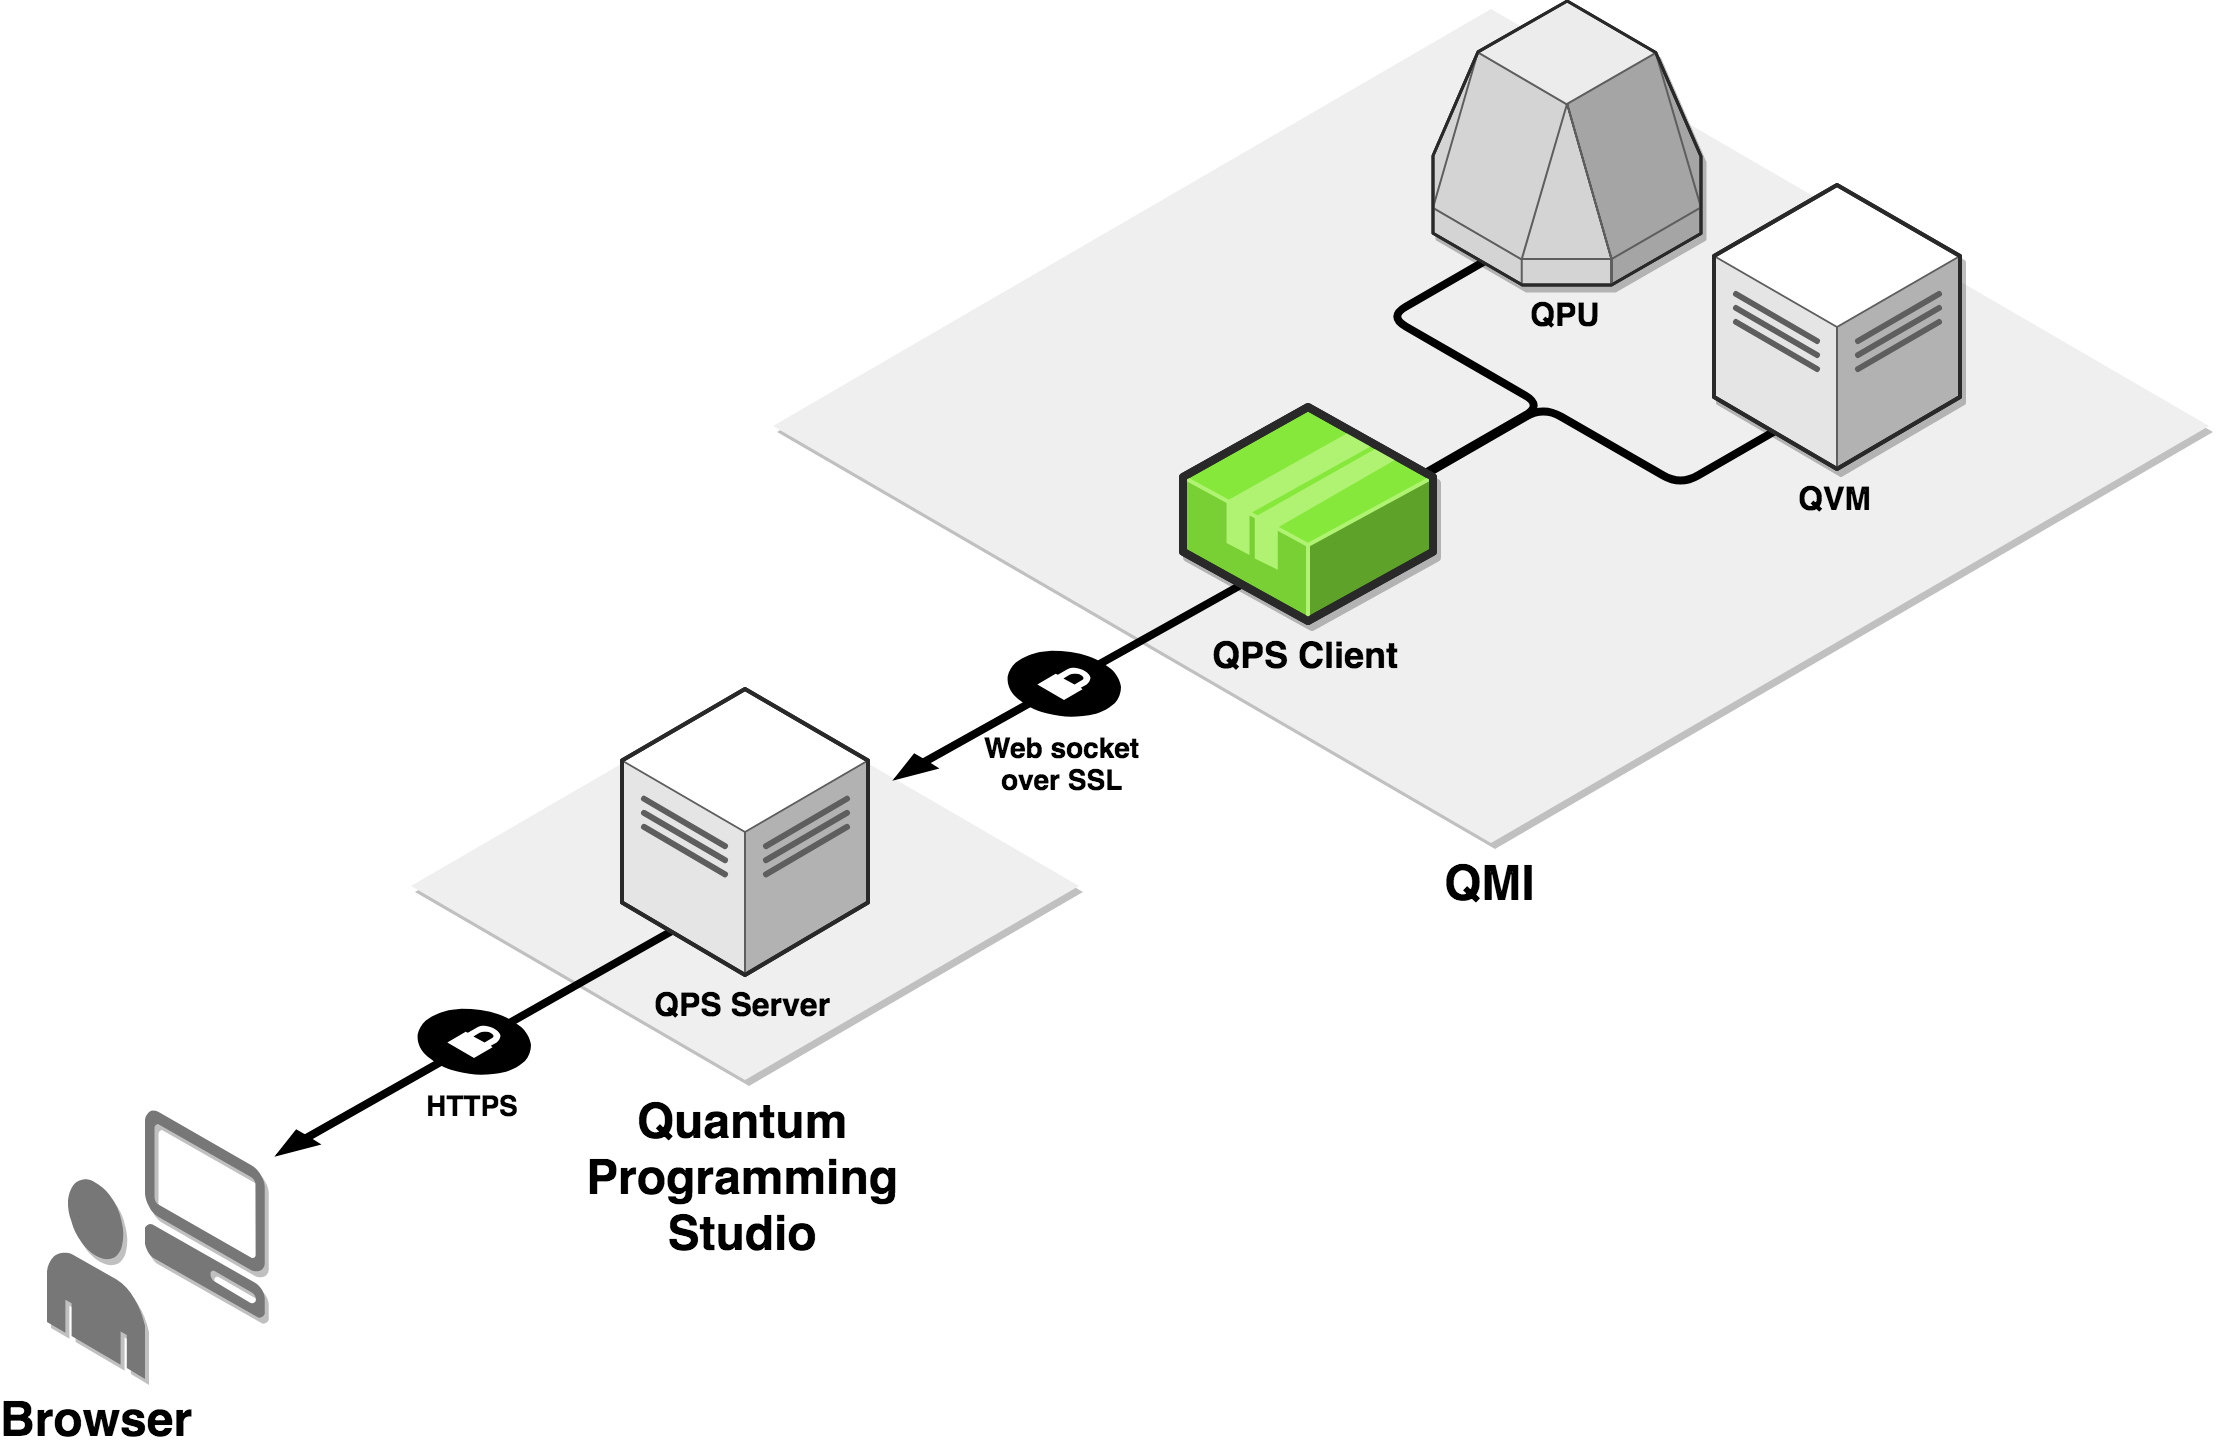 QPU
QVM
QPS Client
Web socket
over SSL
QMI
QPS Server
HTTPS
Quantum
Programming
Studio
Browser